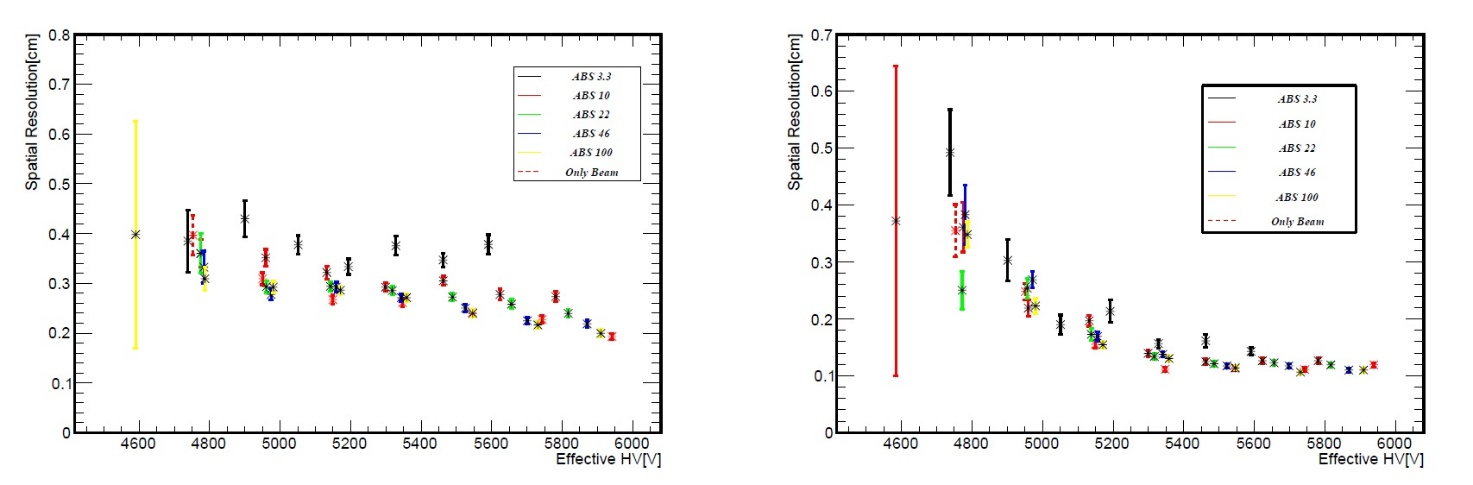 Spatial Resolution[cm]
0.8
0.7
0.6
0.5
0.4
0.3
0.2
0.1
0
4600 4800 5000 5200 5400 5600 5800 6000
Effective HV[V]
ABS 3.3
ABS 10
ABS 22
ABS 46
ABS 100
Only Beam
Spatial Resolution[cm]
0.7
0.6
0.5
0.4
0.3
0.2
0.1
0
4600 4800 5000 5200 5400 5600 5800 6000
Effective HV[V]
ABS 3.3
ABS 10
ABS 22
ABS 46
ABS 100
Only Beam